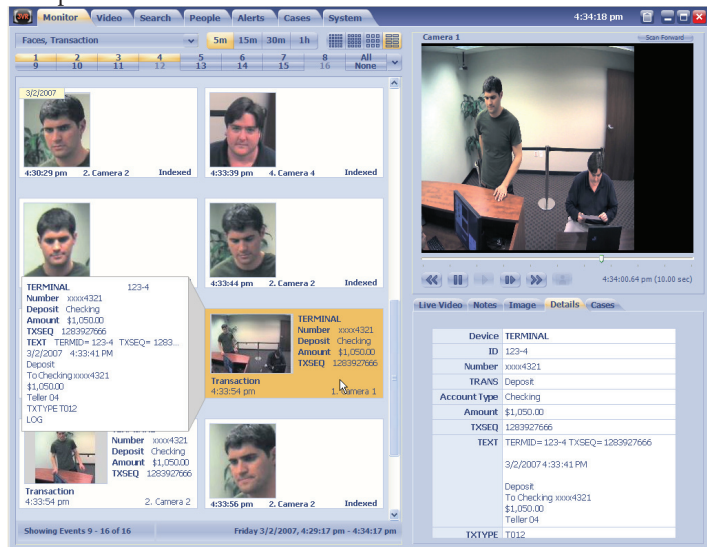 3VR Monitor Video Search People Alerts Cases System 4:34:18 pm
Faces, Transaction 5m 15m 30m 1h
1 2 3 4 5 6 7 8 All
9 10 11 12 13 14 15 16 None
3/2/2007
4:30:29 pm 2. Camera 2 Indexed
4:33:39 pm 4. Camera 4 Indexed
4:33:44 pm 2. Camera 2 Indexed
TERMINAL 123-4
Number xxxx4321
Deposit Checking
Amount $1,050.00
TXSEQ 1283927666
TEXT TERMID= 123-4 TXSEQ= 1283...
3/2/2007 4:33:41 PM
Deposit
To Checking xxxx4321
$1,050.00
Teller 04
TXTYPE T012
LOG
TERMINAL
Number xxxx4321
Deposit Checking
Amount $1,050.00
TXSEQ 1283927666
Transaction
4:33:54 pm 1. Camera 1
Number xxxx4321
Deposit Checking
Amount $1,050.00
TXSEQ 1283927666
Transaction
4:33:54 pm 2. Camera 2
4:33:56 pm 2. Camera 2 Indexed
Showing Events 9 - 16 of 16 Friday 3/2/2007, 4:29:17 pm - 4:34:17 pm
Camera 1 Scan Forward
4:34:00.64 pm (10.00 sec)
Live Video Notes Image Details Cases
Device TERMINAL
ID 123-4
Number xxxx4321
TRANS Deposit
Account Type Checking
Amount $1,050.00
TXSEQ 1283927666
TEXT TERMID= 123-4 TXSEQ= 1283927666
3/2/2007 4:33:41 PM
Deposit
To Checking xxxx4321
$1,050.00
Teller 04
TXTYPE T012